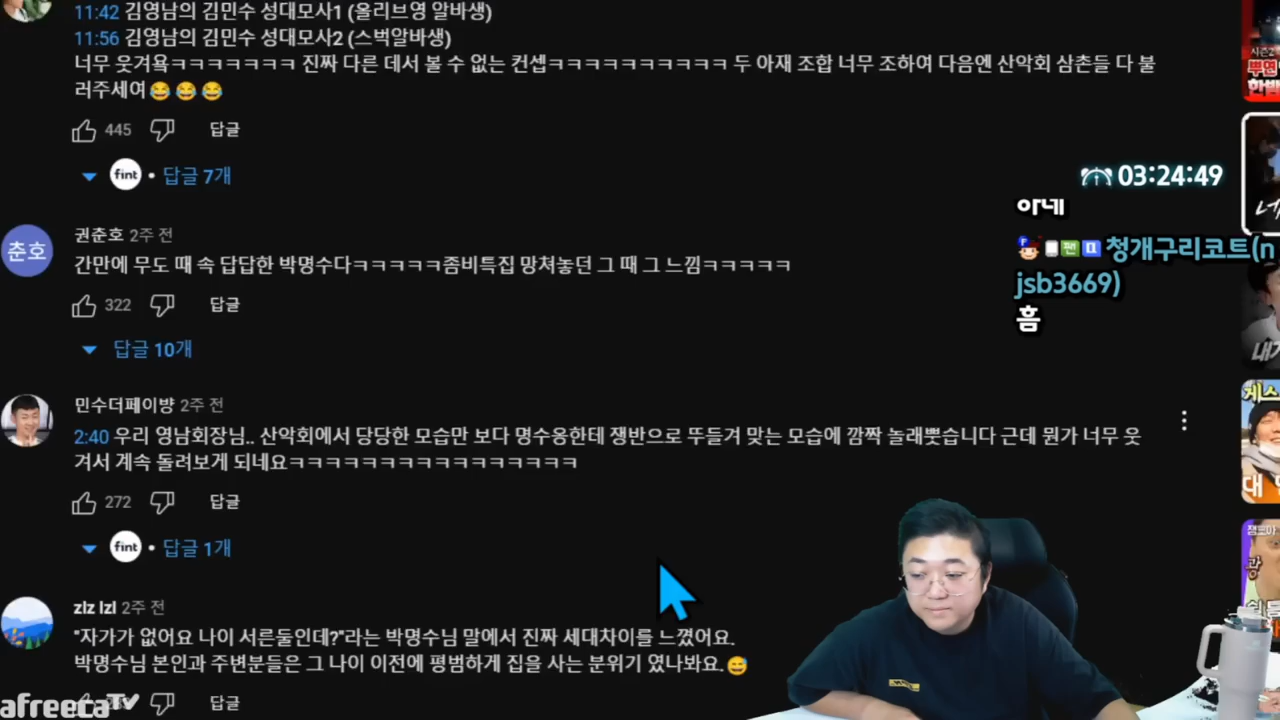 11:42 김영남의 김민수 성대모사1 (올리브영 알바생)
11:56 김영남의 김민수 성대모사2 (스벅알바생)
너무 웃겨욬ㅋㅋㅋㅋㅋㅋㅋ 진짜 다른 데서 볼 수 없는 컨셉ㅋㅋㅋㅋㅋㅋㅋㅋㅋㅋ 두 아재 조합 너무 조하여 다음엔 산악회 삼촌들 다 불
러주세여😂😂😂
445 답글
fint • 답글 7개
03:24:49
아네
팬 청개구리코트(n
jsb3669)
흠
춘호
권춘호 2주 전
간만에 무도 때 속 답답한 박명수다ㅋㅋㅋㅋㅋ좀비특집 망쳐놓던 그 때 그 느낌ㅋㅋㅋㅋㅋ
322 답글
답글 10개
민수더페이뱡 2주 전
2:40 우리 영남회장님.. 산악회에서 당당한 모습만 보다 명수옹한테 쟁반으로 뚜들겨 맞는 모습에 깜짝 놀래뿟습니다 근데 뭔가 너무 웃
겨서 계속 돌려보게 되네요ㅋㅋㅋㅋㅋㅋㅋㅋㅋㅋㅋㅋㅋㅋㅋㅋ
272 답글
fint • 답글 1개
zlz lzl 2주 전
"자가가 없어요 나이 서른둘인데?"라는 박명수님 말에서 진짜 세대차이를 느꼈어요.
박명수님 본인과 주변분들은 그 나이 이전에 평범하게 집을 사는 분위기 였나봐요.😅
답글
afreecaTV
시즌2
뿌연
한밤
너
내가
게스
대
광